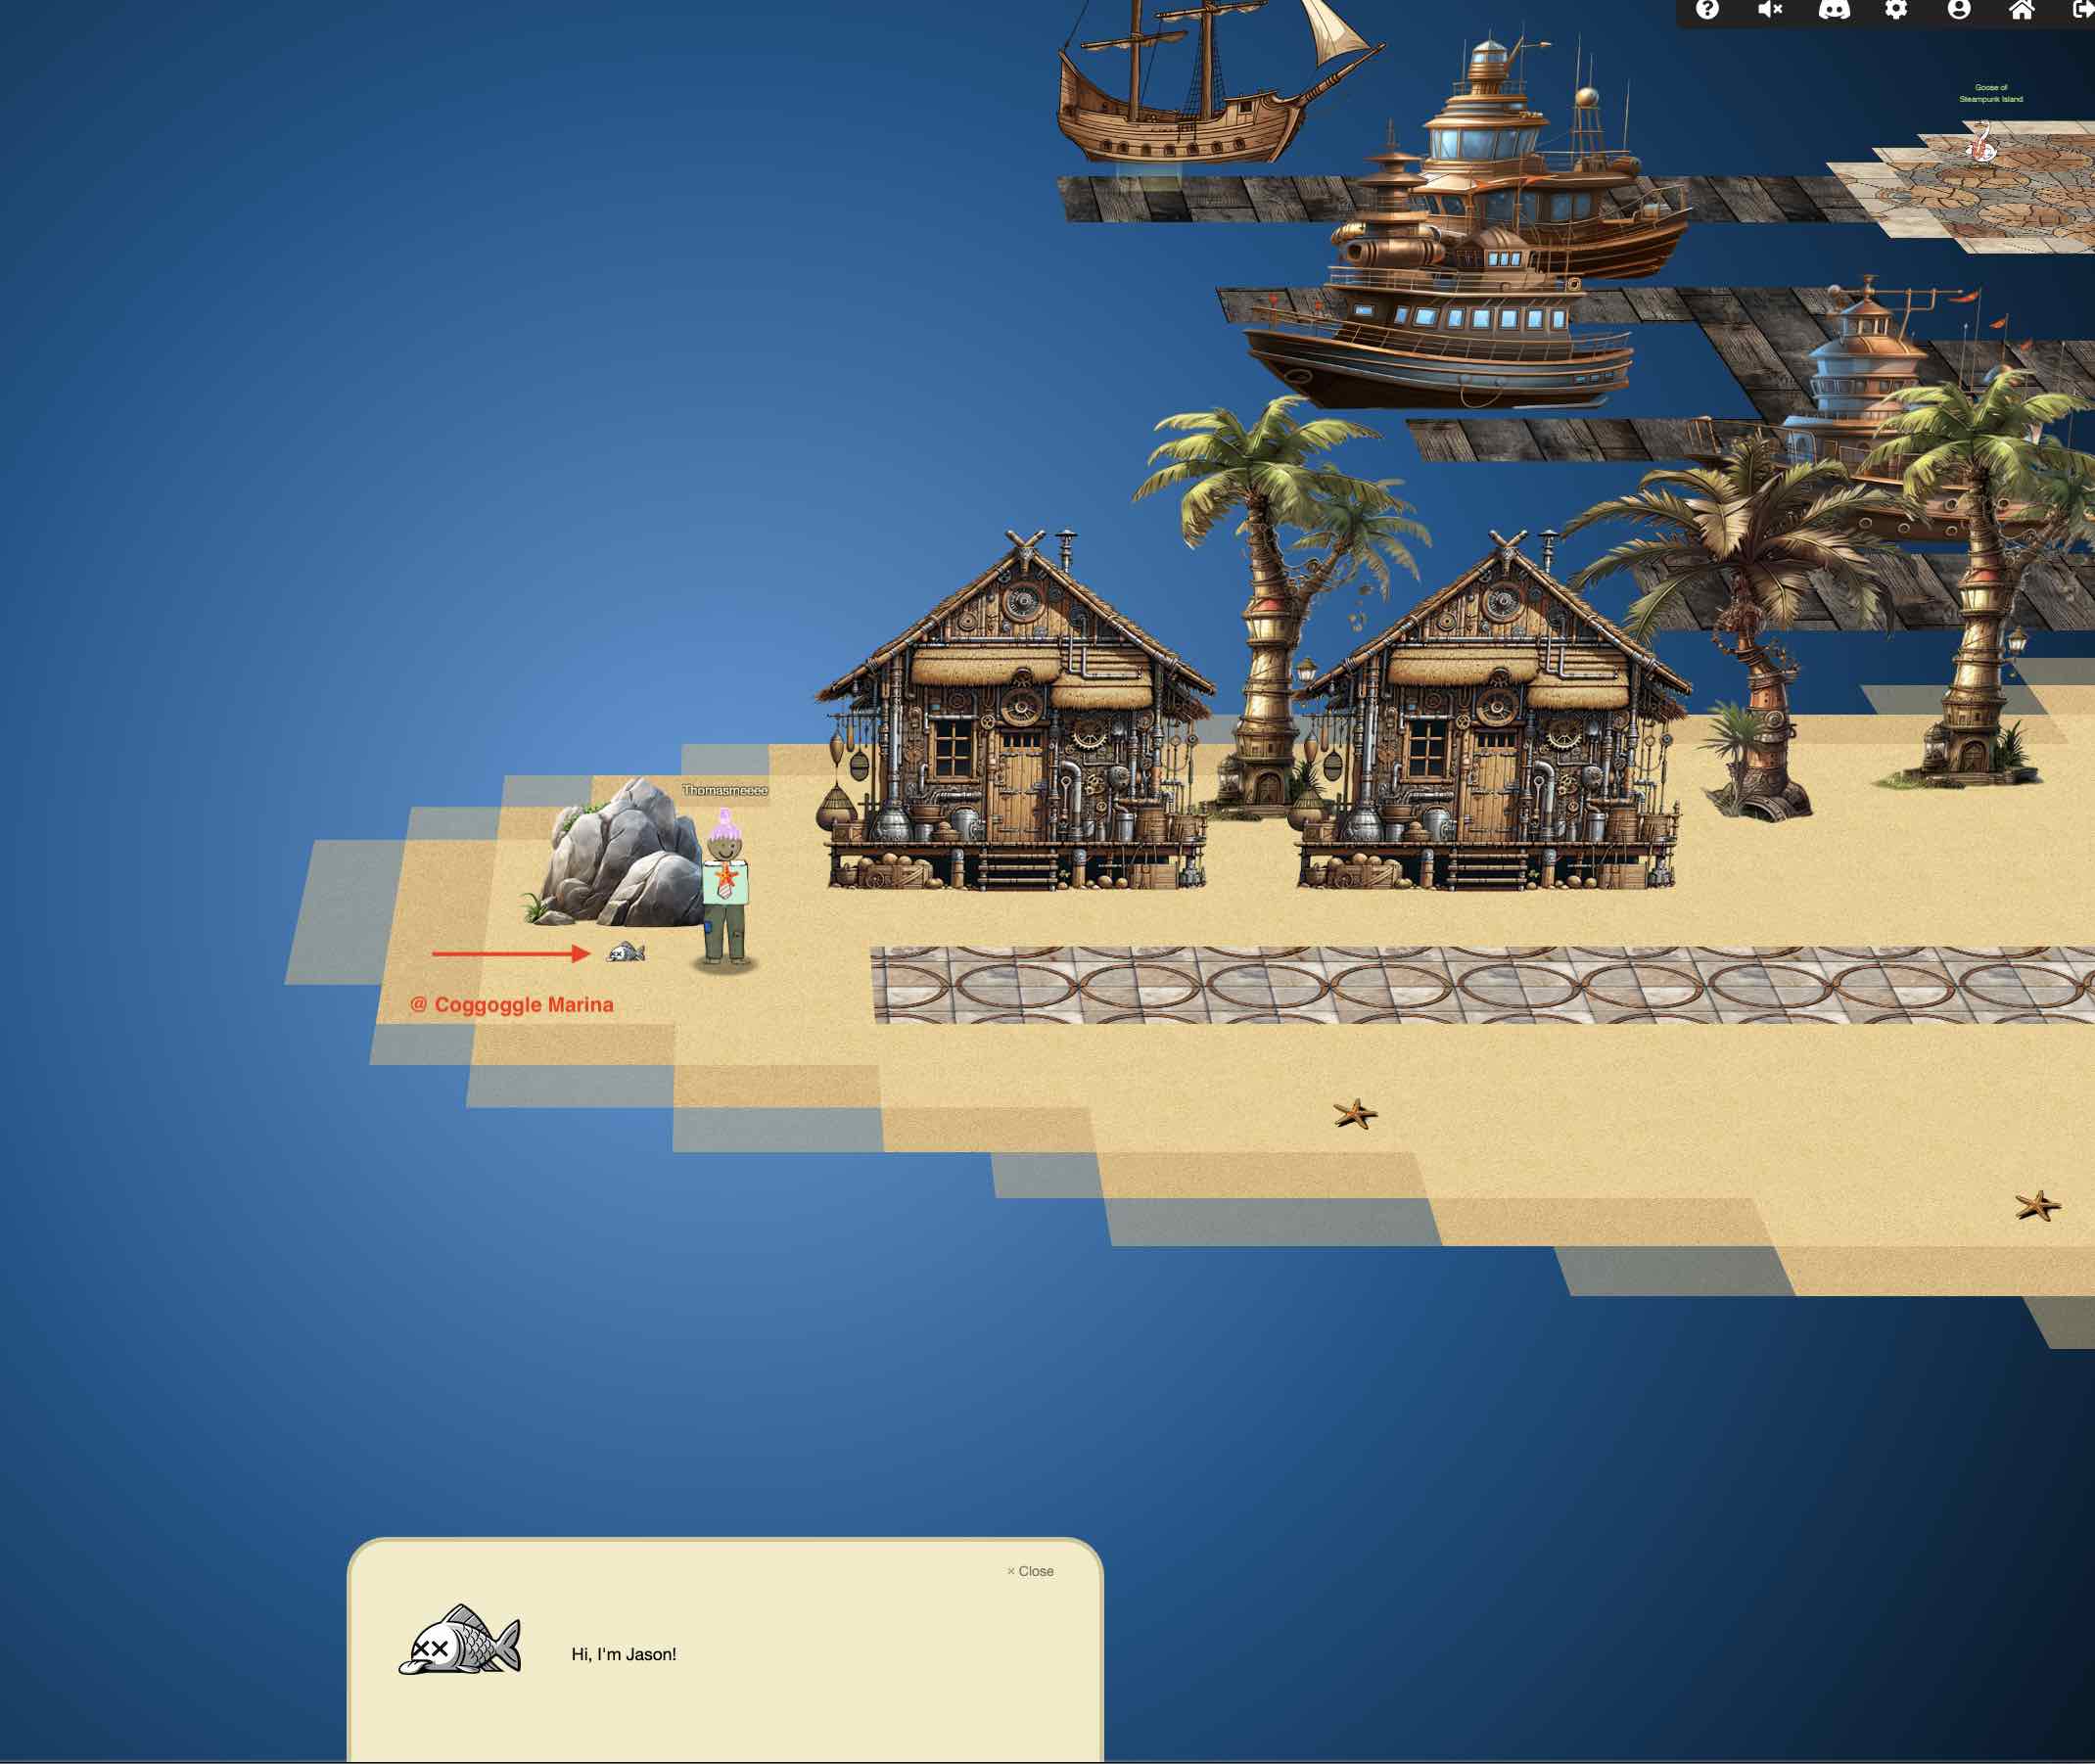 Goose of
Steampunk Island
Thomasmeeee
@ Coggoggle Marina
× Close
Hi, I'm Jason!